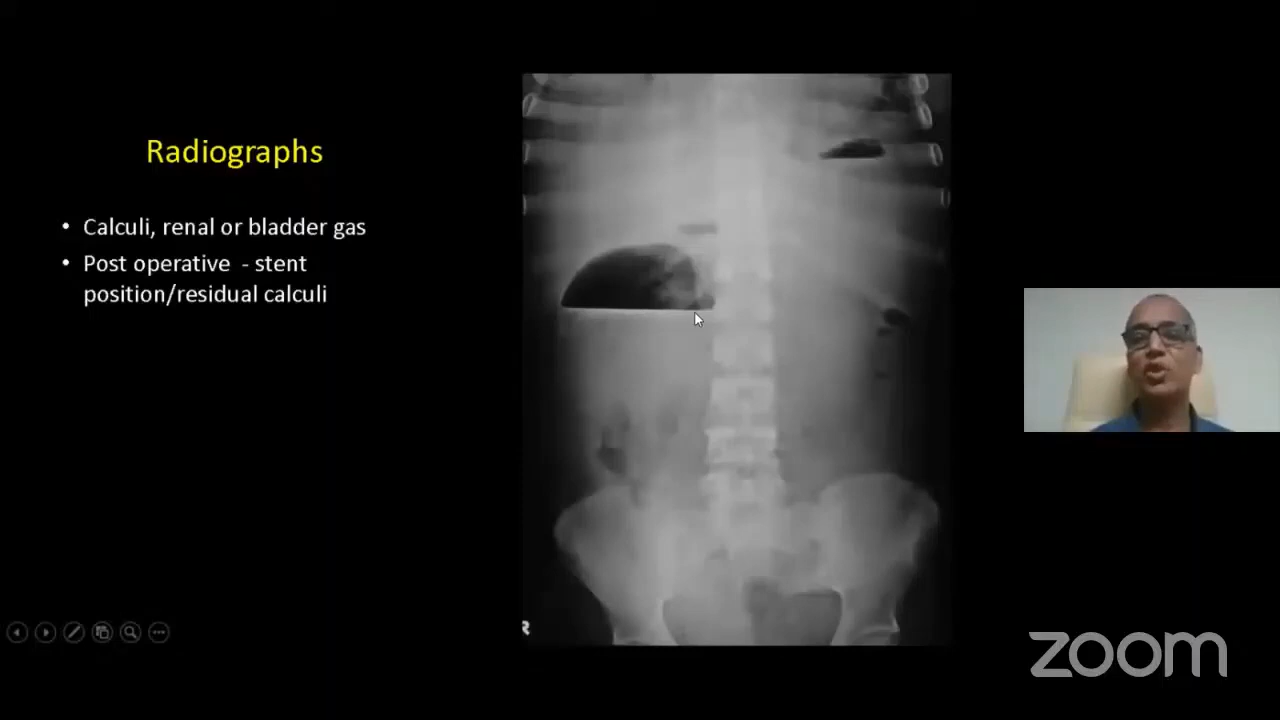 Radiographs
• Calculi, renal or bladder gas
• Post operative - stent
position/residual calculi
R
zoom